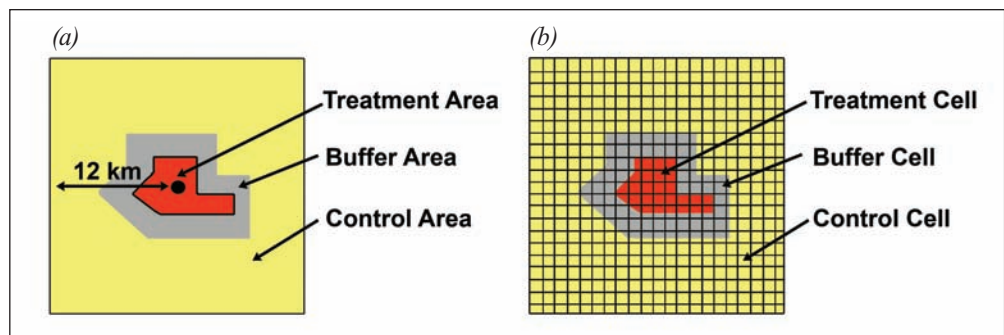 (a)
Treatment Area
Buffer Area
12 km
Control Area
(b)
Treatment Cell
Buffer Cell
Control Cell